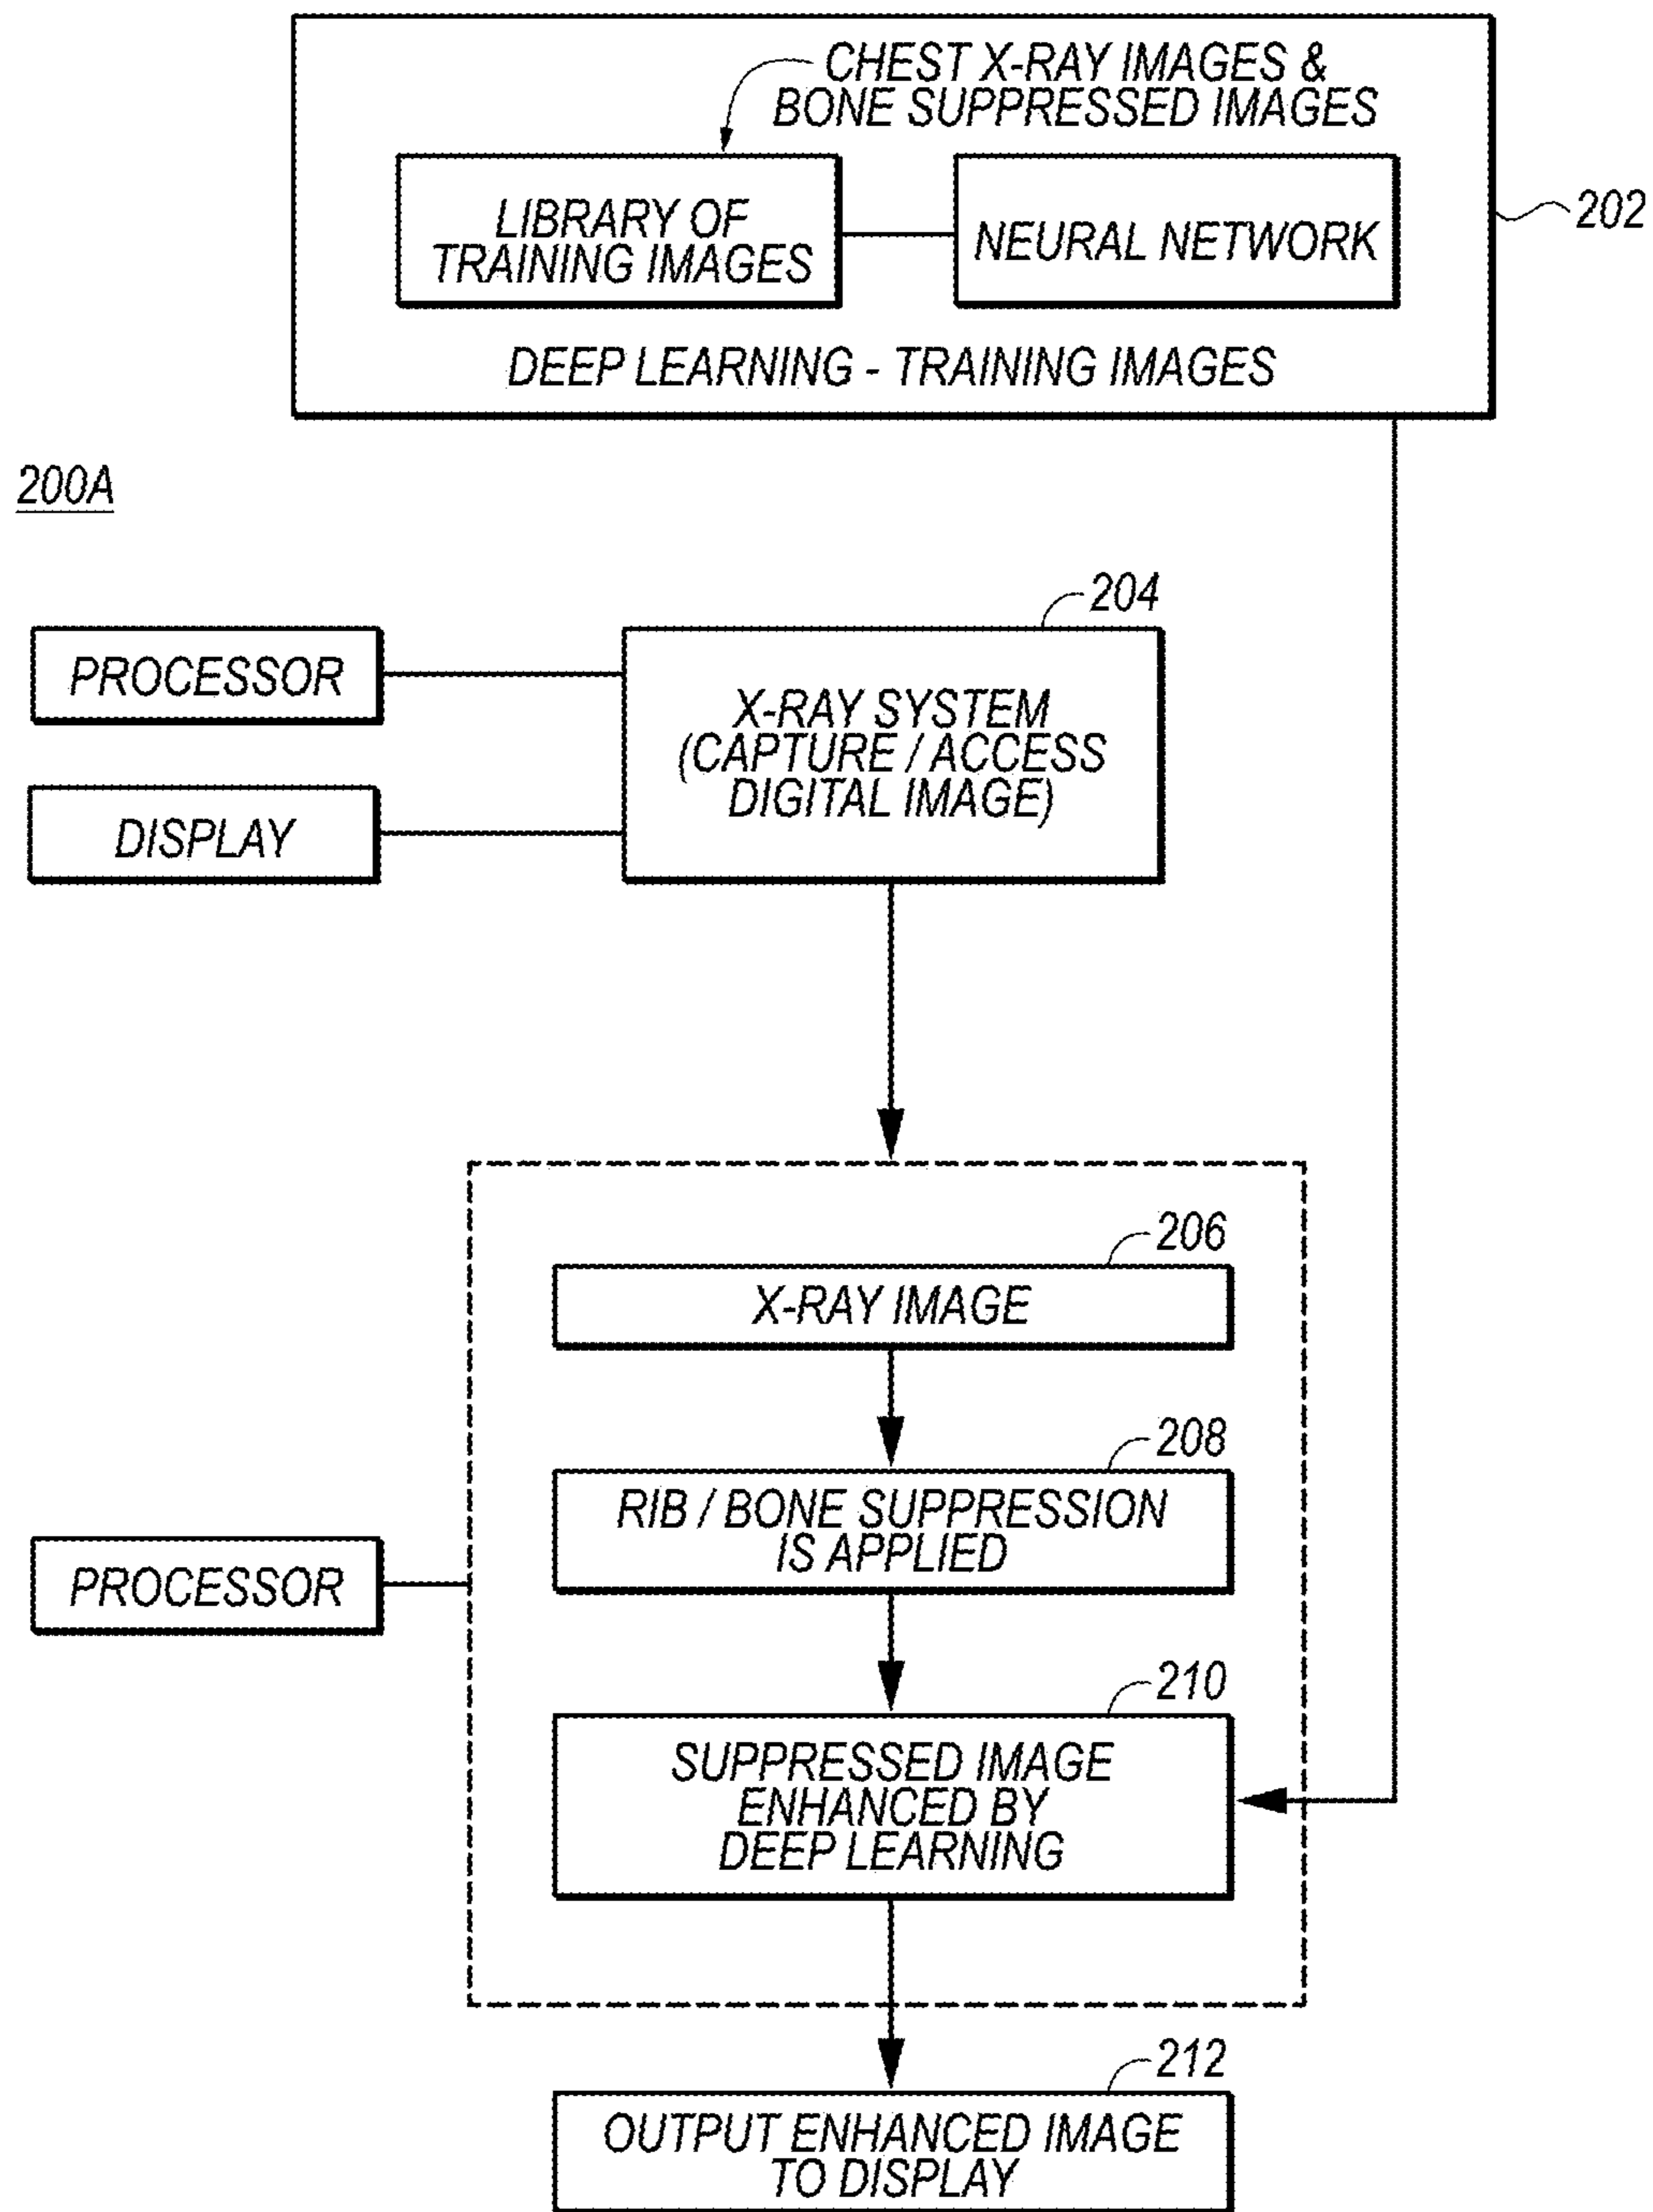 CHEST X-RAY IMAGES &
BONE SUPPRESSED IMAGES
LIBRARY OF
TRAINING IMAGES
NEURAL NETWORK
202
DEEP LEARNING - TRAINING IMAGES
200A
204
PROCESSOR
X-RAY SYSTEM
(CAPTURE / ACCESS
DIGITAL IMAGE)
DISPLAY
206
X-RAY IMAGE
208
RIB / BONE SUPPRESSION
IS APPLIED
PROCESSOR
210
SUPPRESSED IMAGE
ENHANCED BY
DEEP LEARNING
212
OUTPUT ENHANCED IMAGE
TO DISPLAY